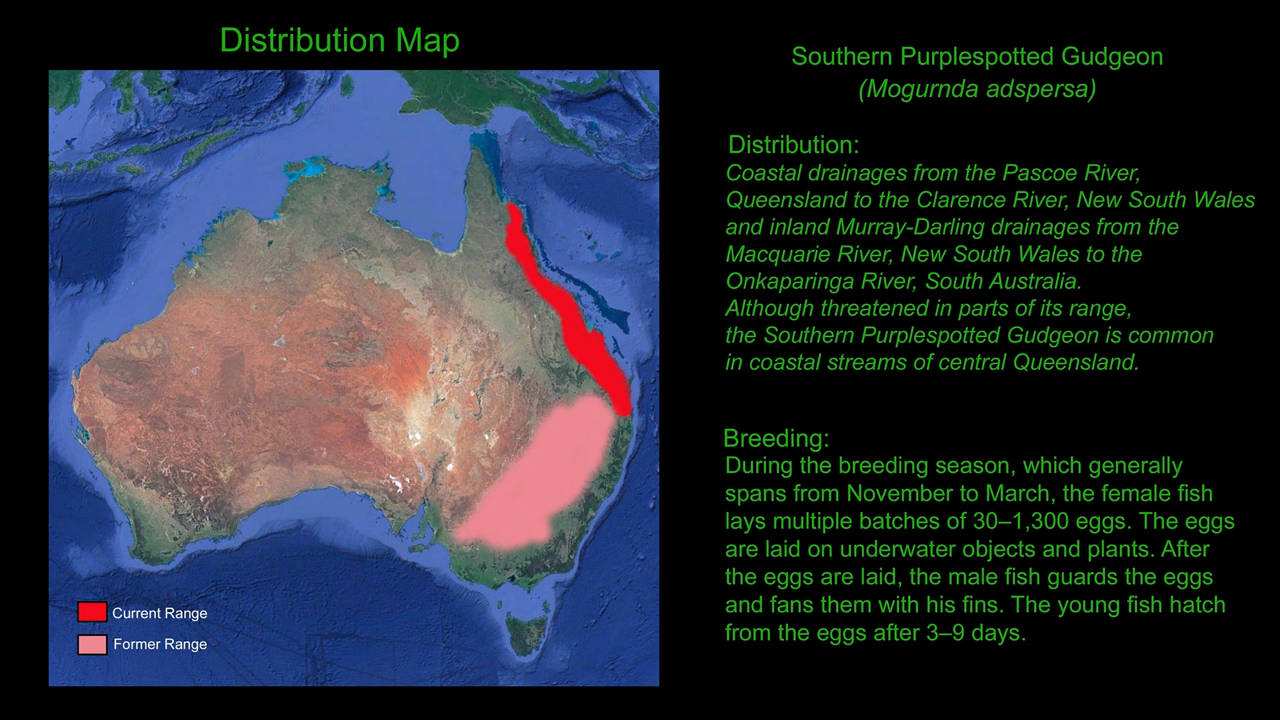 Distribution Map
Current Range
Former Range
Southern Purplespotted Gudgeon
(Mogurnda adspersa)
Distribution:
Coastal drainages from the Pascoe River,
Queensland to the Clarence River, New South Wales
and inland Murray-Darling drainages from the
Macquarie River, New South Wales to the
Onkaparinga River, South Australia.
Although threatened in parts of its range,
the Southern Purplespotted Gudgeon is common
in coastal streams of central Queensland.
Breeding:
During the breeding season, which generally
spans from November to March, the female fish
lays multiple batches of 30–1,300 eggs. The eggs
are laid on underwater objects and plants. After
the eggs are laid, the male fish guards the eggs
and fans them with his fins. The young fish hatch
from the eggs after 3–9 days.